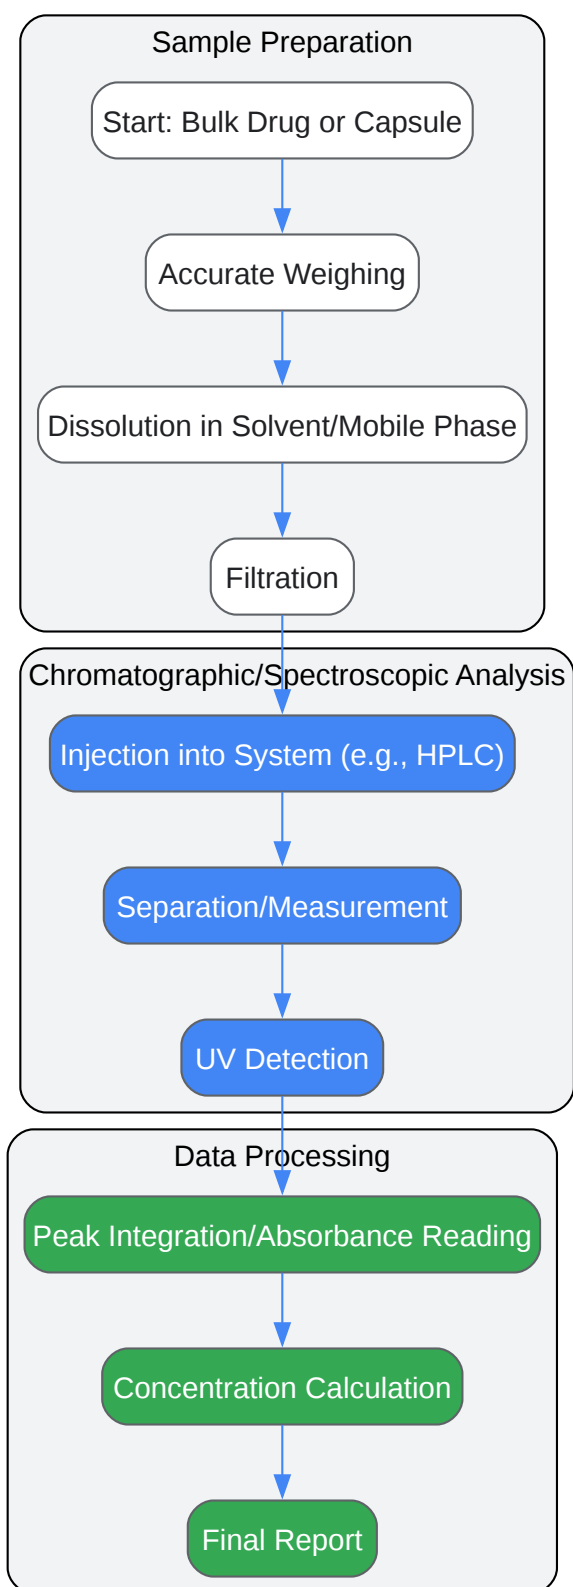 Sample Preparation
Start: Bulk Drug or Capsule
Accurate Weighing
Dissolution in Solvent/Mobile Phase
Filtration
Chromatographic/Spectroscopic Analysis
Injection into System (e.g., HPLC)
Separation/Measurement
UV Detection
Data Processing
Peak Integration/Absorbance Reading
Concentration Calculation
Final Report